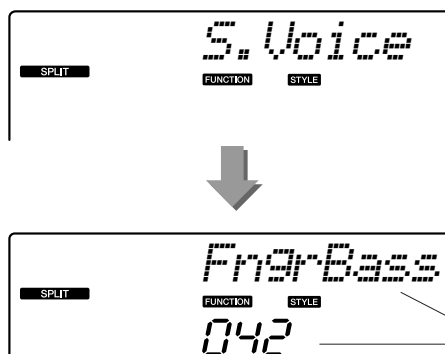 S.Voice
SPLIT
FUNCTION STYLE
FngrBass
SPLIT
FUNCTION STYLE
042